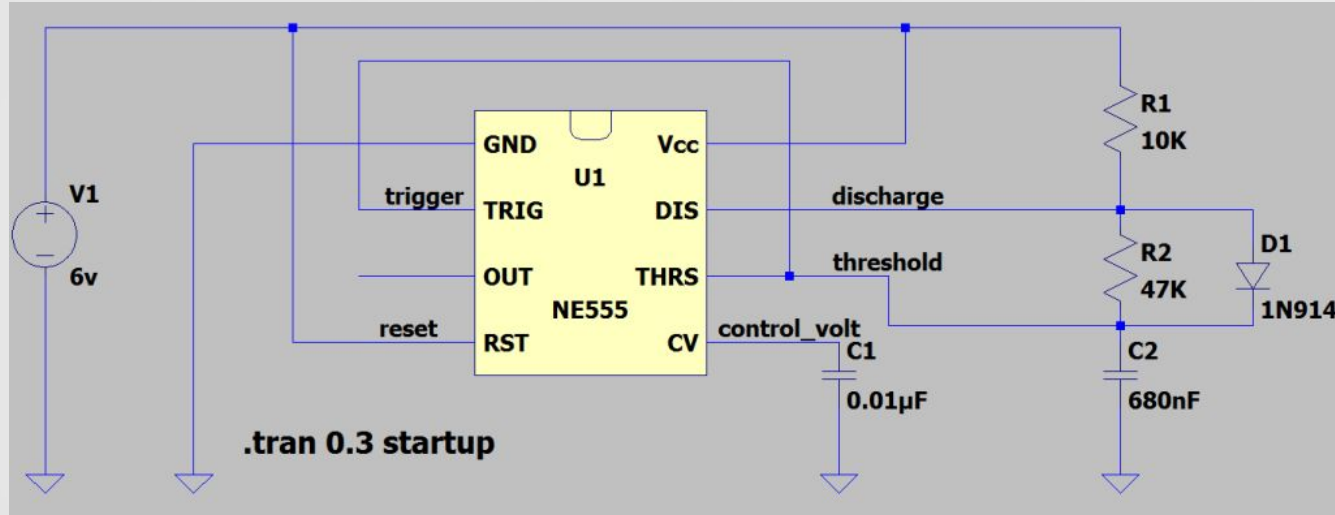 V1
+
6v
GND
Vcc
U1
trigger
TRIG
DIS
discharge
OUT
THRS
threshold
NE555
reset
RST
CV
control_volt
C1
0.01µF
R1
10K
R2
47K
D1
1N914
C2
680nF
.tran 0.3 startup